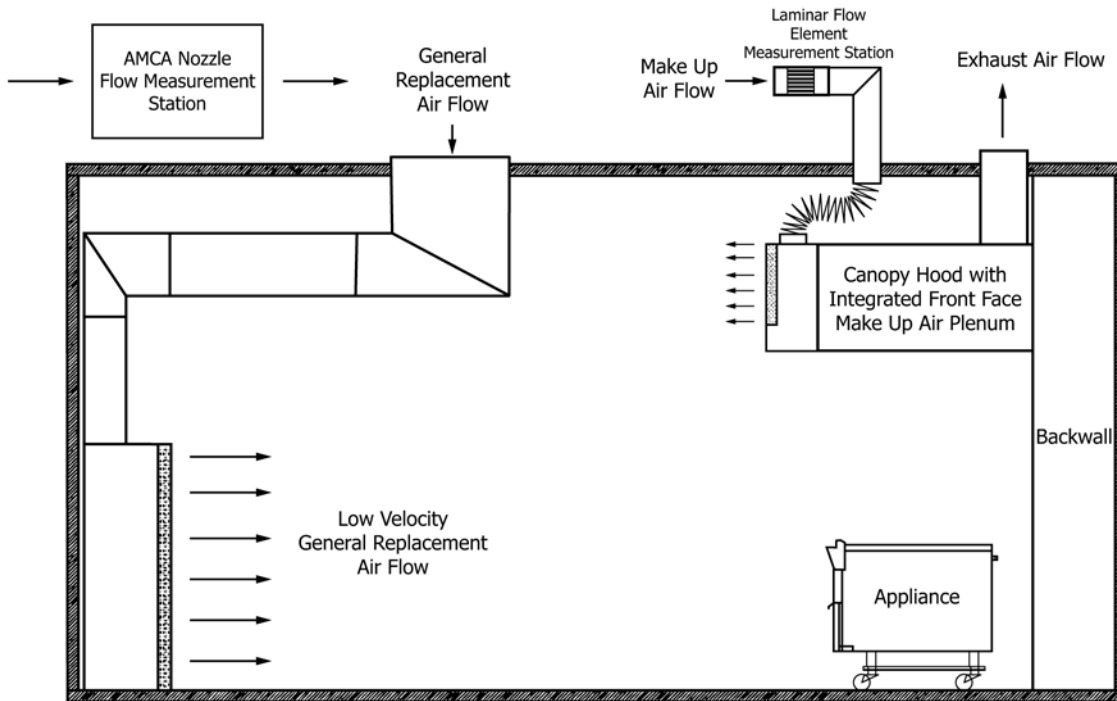 AMCA Nozzle
Flow Measurement
Station
General
Replacement
Air Flow
Make Up
Air Flow
Laminar Flow
Element
Measurement Station
Exhaust Air Flow
Canopy Hood with
Integrated Front Face
Make Up Air Plenum
Backwall
Low Velocity
General Replacement
Air Flow
Appliance